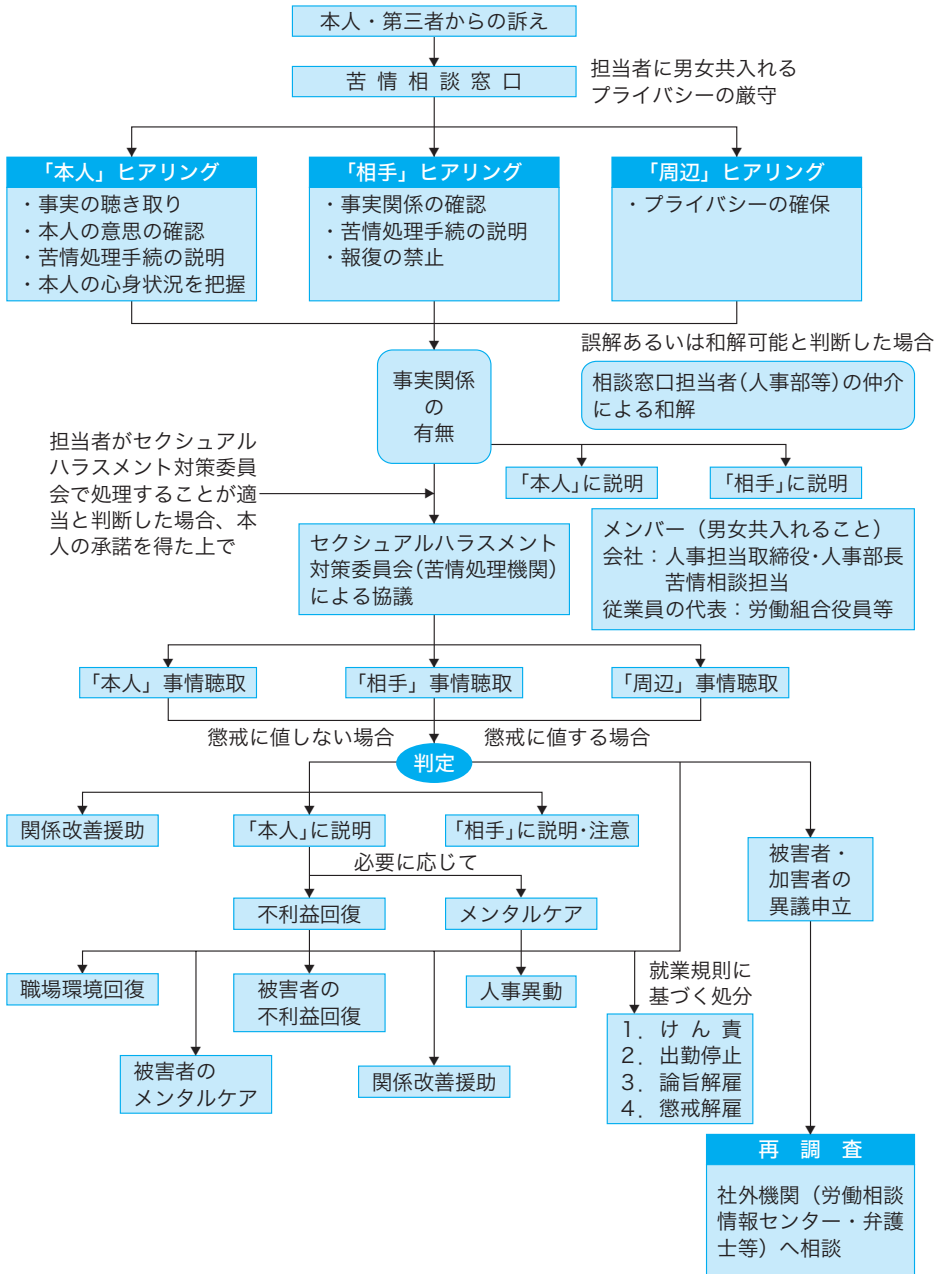 本人・第三者からの訴え
苦情相談窓口
担当者に男女共入れる
プライバシーの厳守
「本人」ヒアリング
・事実の聴き取り
・本人の意思の確認
・苦情処理手続の説明
・本人の心身状況を把握
「相手」ヒアリング
・事実関係の確認
・苦情処理手続の説明
・報復の禁止
「周辺」ヒアリング
・プライバシーの確保
誤解あるいは和解可能と判断した場合
相談窓口担当者(人事部等)の仲介
による和解
事実関係
の
有無
「本人」に説明
「相手」に説明
担当者がセクシュアル
ハラスメント対策委員
会で処理することが適
当と判断した場合、本
人の承諾を得た上で
セクシュアルハラスメント
対策委員会(苦情処理機関)
による協議
メンバー（男女共入れること）
会社：人事担当取締役・人事部長
苦情相談担当
従業員の代表：労働組合役員等
「本人」事情聴取
「相手」事情聴取
「周辺」事情聴取
懲戒に値しない場合
懲戒に値する場合
判定
関係改善援助
「本人」に説明
「相手」に説明・注意
必要に応じて
不利益回復
メンタルケア
被害者・
加害者の
異議申立
職場環境回復
被害者の
不利益回復
人事異動
就業規則に
基づく処分
1．けん責
2．出勤停止
3．論旨解雇
4．懲戒解雇
被害者の
メンタルケア
関係改善援助
再調査
社外機関（労働相談
情報センター・弁護
士等）へ相談